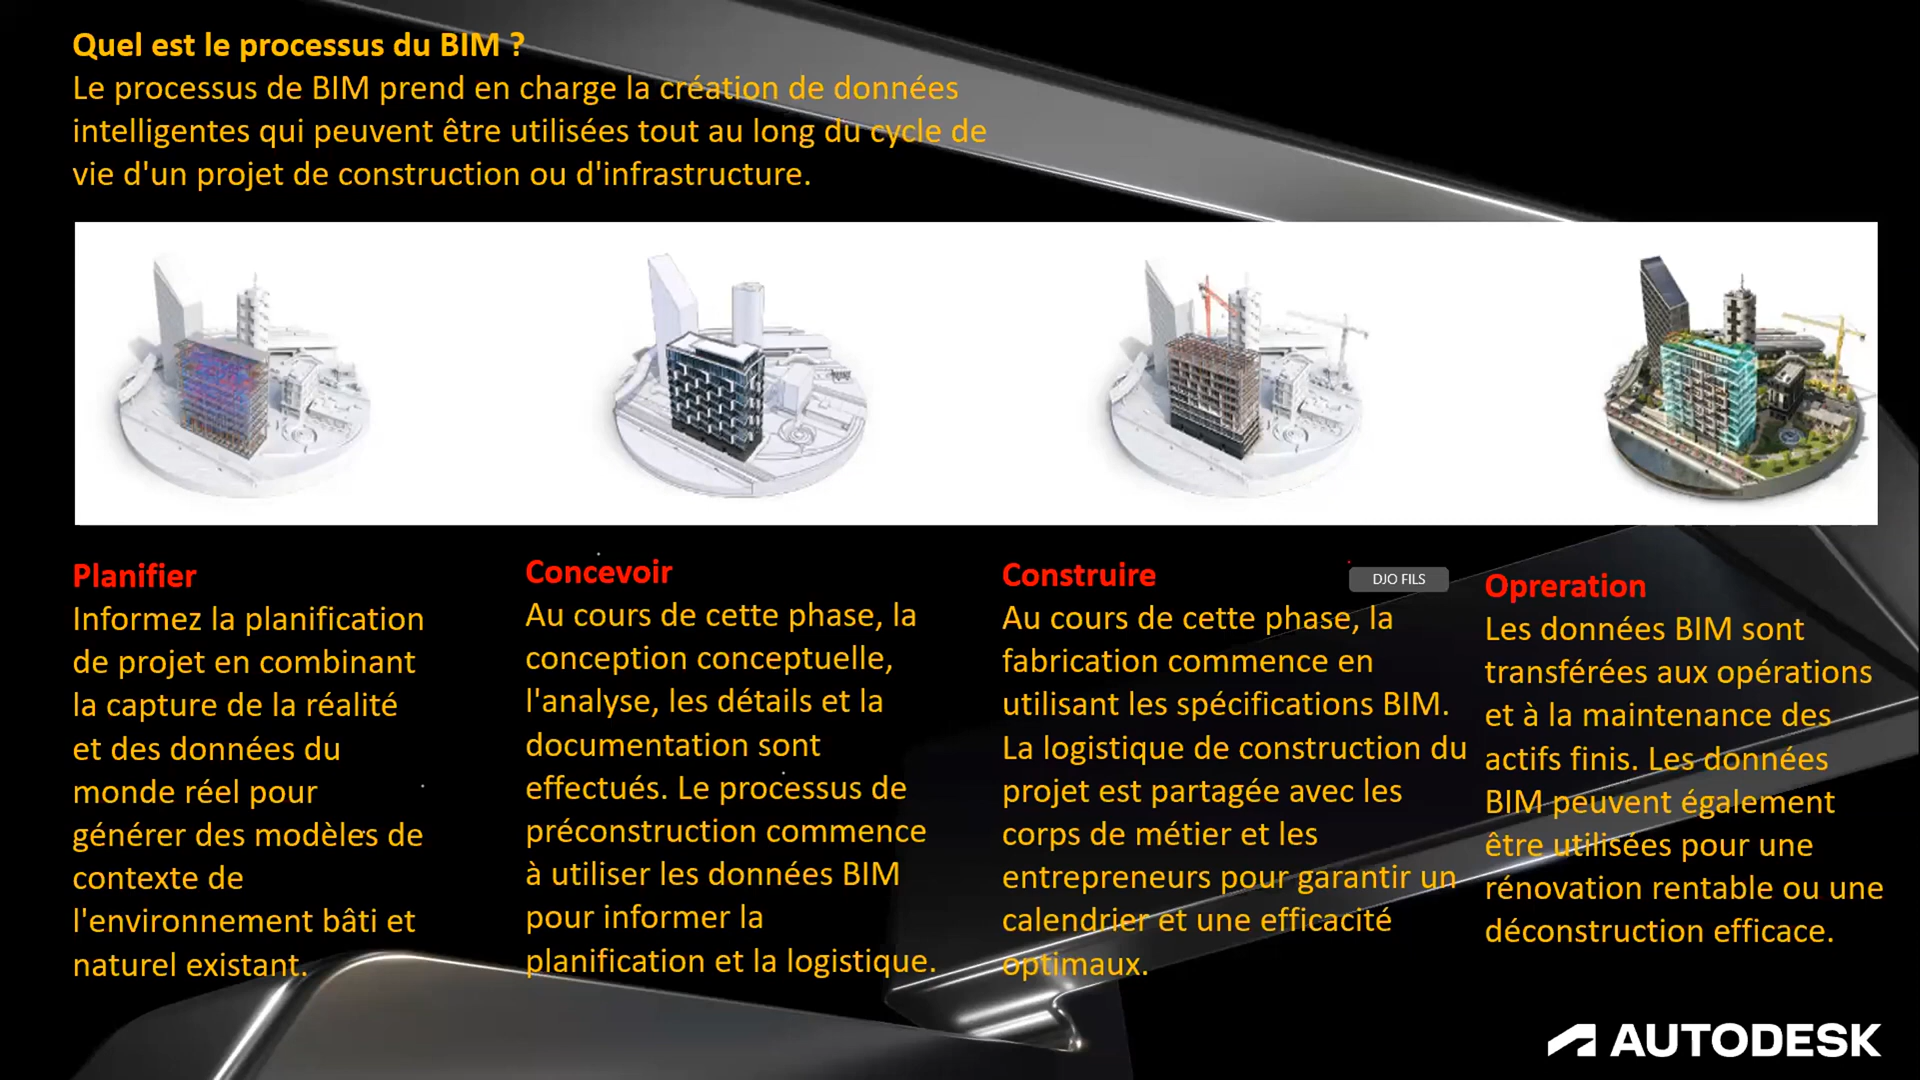 Quel est le processus du BIM ?
Le processus de BIM prend en charge la création de données
intelligentes qui peuvent être utilisées tout au long du cycle de
vie d'un projet de construction ou d'infrastructure.
Planifier
Informez la planification
de projet en combinant
la capture de la réalité
et des données du
monde réel pour
générer des modèles de
contexte de
l'environnement bâti et
naturel existant.
Concevoir
Au cours de cette phase, la
conception conceptuelle,
l'analyse, les détails et la
documentation sont
effectués. Le processus de
préconstruction commence
à utiliser les données BIM
pour informer la
planification et la logistique.
Construire
DJO FILS
Au cours de cette phase, la
fabrication commence en
utilisant les spécifications BIM.
La logistique de construction du
projet est partagée avec les
corps de métier et les
entrepreneurs pour garantir un
calendrier et une efficacité
optimaux.
Opreration
Les données BIM sont
transférées aux opérations
et à la maintenance des
actifs finis. Les données
BIM peuvent également
être utilisées pour une
rénovation rentable ou une
déconstruction efficace.
AUTODESK